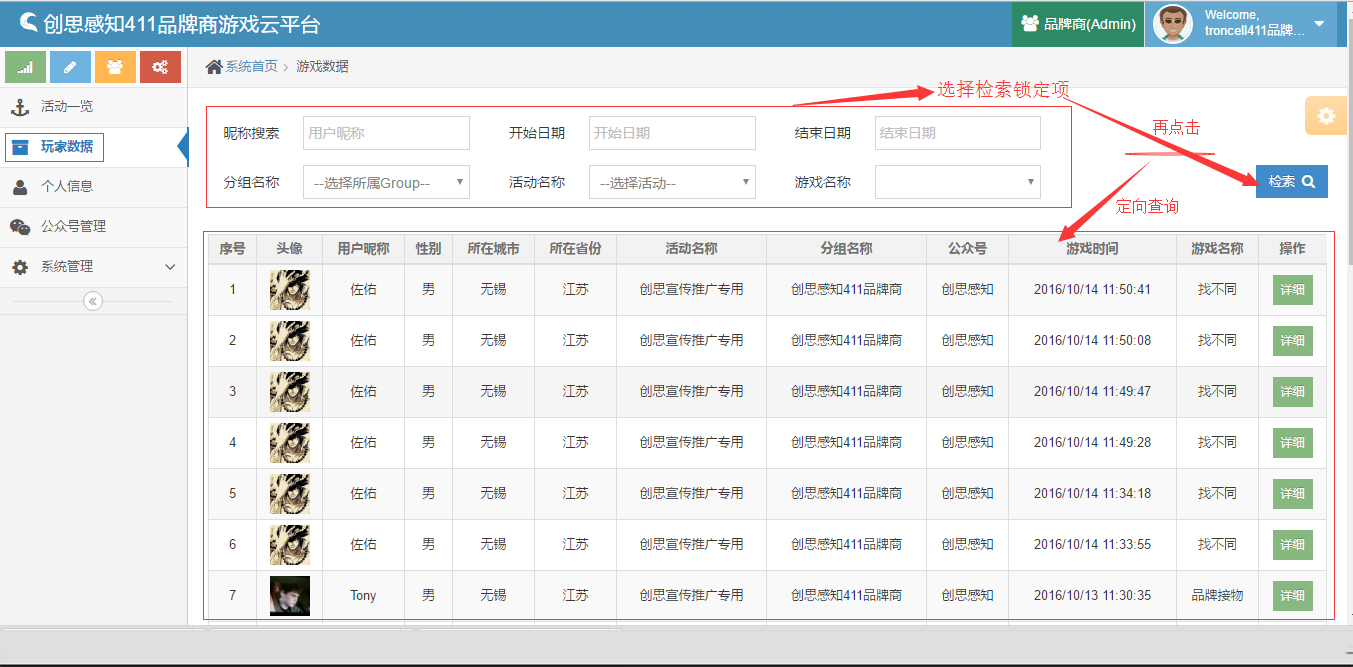 创思感知411品牌商游戏云平台
品牌商(Admin)
Welcome,
troncell411品牌...
系统首页 > 游戏数据
活动一览
玩家数据
个人信息
公众号管理
系统管理
选择检索锁定项
再点击
定向查询
昵称搜索 用户昵称 开始日期 开始日期 结束日期 结束日期
分组名称 --选择所属Group-- 活动名称 --选择活动-- 游戏名称
检索
序号 头像 用户昵称 性别 所在城市 所在省份 活动名称 分组名称 公众号 游戏时间 游戏名称 操作
1 佐佑 男 无锡 江苏 创思宣传推广专用 创思感知411品牌商 创思感知 2016/10/14 11:50:41 找不同 详细
2 佐佑 男 无锡 江苏 创思宣传推广专用 创思感知411品牌商 创思感知 2016/10/14 11:50:08 找不同 详细
3 佐佑 男 无锡 江苏 创思宣传推广专用 创思感知411品牌商 创思感知 2016/10/14 11:49:47 找不同 详细
4 佐佑 男 无锡 江苏 创思宣传推广专用 创思感知411品牌商 创思感知 2016/10/14 11:49:28 找不同 详细
5 佐佑 男 无锡 江苏 创思宣传推广专用 创思感知411品牌商 创思感知 2016/10/14 11:34:18 找不同 详细
6 佐佑 男 无锡 江苏 创思宣传推广专用 创思感知411品牌商 创思感知 2016/10/14 11:33:55 找不同 详细
7 Tony 男 无锡 江苏 创思宣传推广专用 创思感知411品牌商 创思感知 2016/10/13 11:30:35 品牌接物 详细